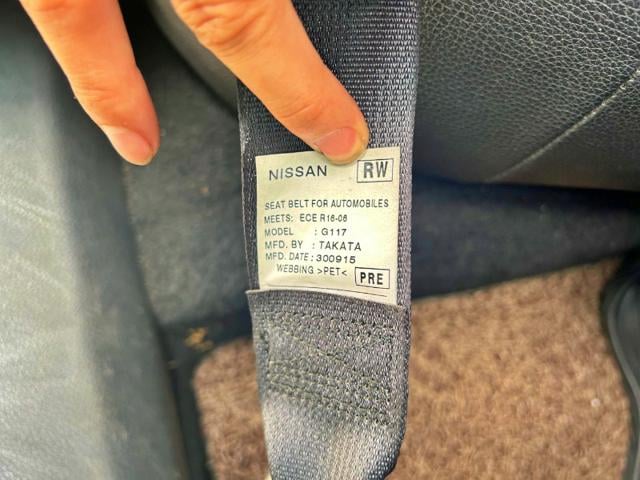 NISSAN RW
SEAT BELT FOR AUTOMOBILES
MEETS: ECE R16-06
MODEL : G117
MFD. BY : TAKATA
MFD. DATE : 300915
WEBBING >PET< PRE